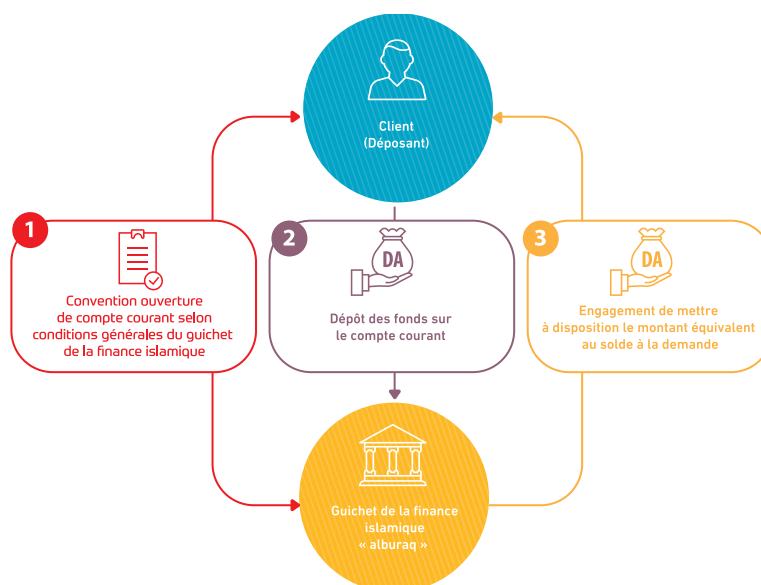 Client
(Déposant)
1
Convention ouverture
de compte courant selon
conditions générales du guichet
de la finance islamique
2
DA
Dépôt des fonds sur
le compte courant
3
DA
Engagement de mettre
à disposition le montant équivalent
au solde à la demande
Guichet de la finance
islamique
« alburaq »